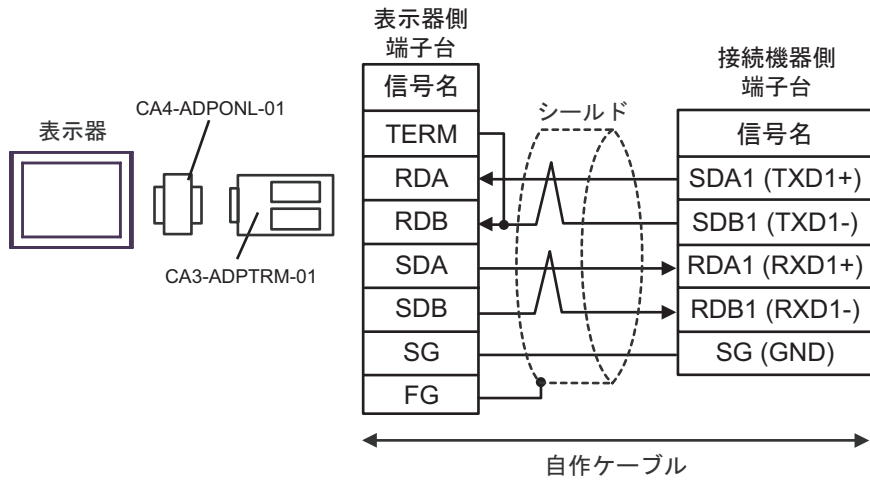 表示器
CA4-ADPONL-01
CA3-ADPTRM-01
表示器側
端子台
信号名
TERM
RDA
RDB
SDA
SDB
SG
FG
シールド
接続機器側
端子台
信号名
SDA1 (TXD1+)
SDB1 (TXD1-)
RDA1 (RXD1+)
RDB1 (RXD1-)
SG (GND)
自作ケーブル